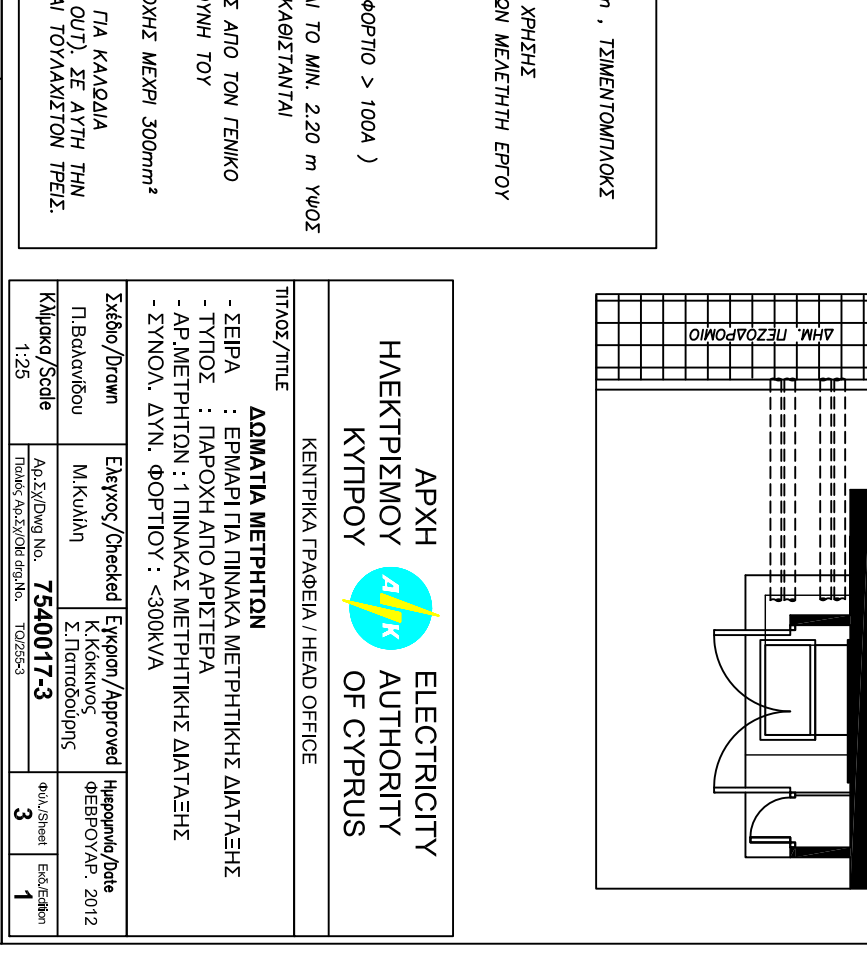 m , ΤΣΙΜΕΝΤΟΜΠΛΟΚΣ
ΧΡΗΣΗΣ
ΩΝ ΜΕΛΕΤΗΤΗ ΕΡΓΟΥ
ΦΟΡΤΙΟ > 100Α )
ΑΙ ΤΟ ΜΙΝ. 2.20 m ΥΨΟΣ
ΚΑΘΙΣΤΑΝΤΑΙ
Σ ΑΠΟ ΤΟΝ ΓΕΝΙΚΟ
ΥΝΗ ΤΟΥ
ΟΧΗΣ ΜΕΧΡΙ 300mm²
ΓΙΑ ΚΑΛΩΔΙΑ
OUT). ΣΕ ΑΥΤΗ ΤΗΝ
ΑΙ ΤΟΥΛΑΧΙΣΤΟΝ ΤΡΕΙΣ.
ΔΗΜ. ΠΕΖΟΔΡΟΜΙΟ
ΑΡΧΗ
ΗΛΕΚΤΡΙΣΜΟΥ
ΚΥΠΡΟΥ
ΑΗΚ
ELECTRICITY
AUTHORITY
OF CYPRUS
ΚΕΝΤΡΙΚΑ ΓΡΑΦΕΙΑ / HEAD OFFICE
ΤΙΤΛΟΣ/TITLE
ΔΩΜΑΤΙΑ ΜΕΤΡΗΤΩΝ
- ΣΕΙΡΑ : ΕΡΜΑΡΙ ΓΙΑ ΠΙΝΑΚΑ ΜΕΤΡΗΤΙΚΗΣ ΔΙΑΤΑΞΗΣ
- ΤΥΠΟΣ : ΠΑΡΟΧΗ ΑΠΟ ΑΡΙΣΤΕΡΑ
- ΑΡ.ΜΕΤΡΗΤΩΝ : 1 ΠΙΝΑΚΑΣ ΜΕΤΡΗΤΙΚΗΣ ΔΙΑΤΑΞΗΣ
- ΣΥΝΟΛ. ΔΥΝ. ΦΟΡΤΙΟΥ : <300kVA
Σχέδιο/Drawn
Π.Βαλανίδου
Ελεγχος/Checked
Μ.Κυλίλη
Εγκριση/Approved
Κ.Κόκκινος
Σ.Παπαδούρης
Ημερομηνία/Date
ΦΕΒΡΟΥΑΡ. 2012
Κλίμακα/Scale
1:25
Αρ.Σχ/Dwg No. 7540017-3
Παλιός Αρ.Σχ/Old drg.No. TQ/255-3
Φύλ./Sheet
3
Εκδ./Edition
1